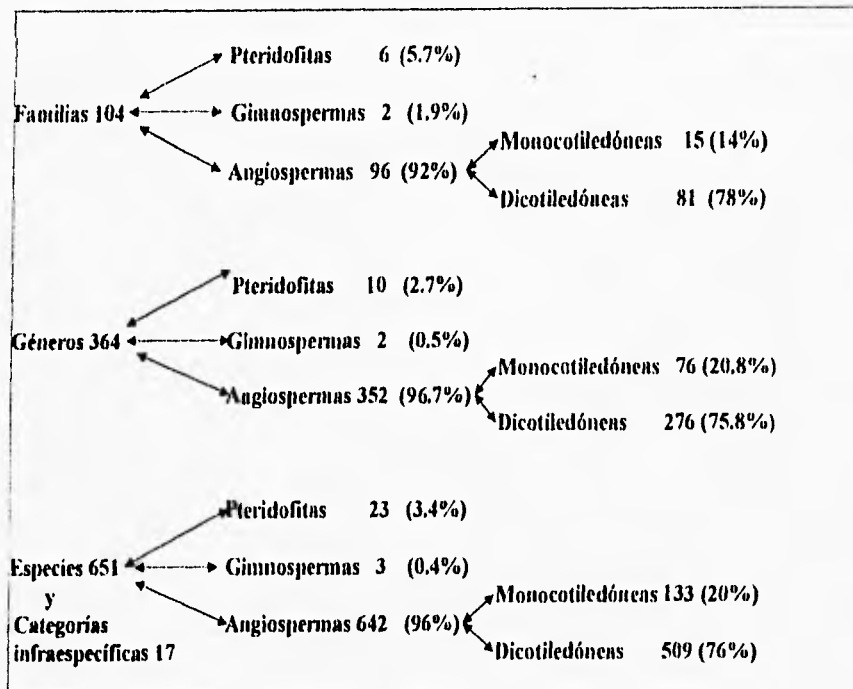 Pteridofitas 6 (5.7%)
Familias 104
Gimnospermas 2 (1.9%)
Monocotiledóneas 15 (14%)
Angiospermas 96 (92%)
Dicotiledóneas 81 (78%)
Pteridofitas 10 (2.7%)
Géneros 364
Gimnospermas 2 (0.5%)
Monocotiledóneas 76 (20.8%)
Angiospermas 352 (96.7%)
Dicotiledóneas 276 (75.8%)
Pteridofitas 23 (3.4%)
Especies 651
Gimnospermas 3 (0.4%)
y
Monocotiledóneas 133 (20%)
Categorías
Angiospermas 642 (96%)
infraespecíficas 17
Dicotiledóneas 509 (76%)